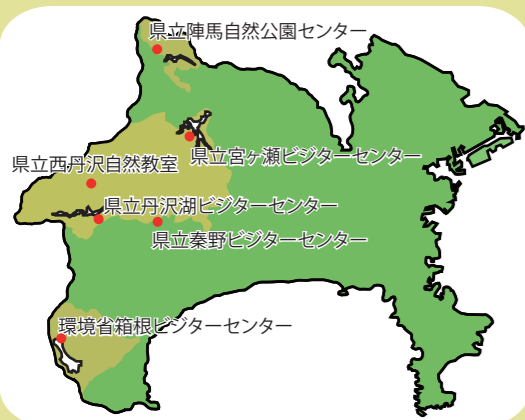 県立陣馬自然公園センター
県立宮ヶ瀬ビジターセンター
県立西丹沢自然教室
県立丹沢湖ビジターセンター
県立秦野ビジターセンター
環境省箱根ビジターセンター